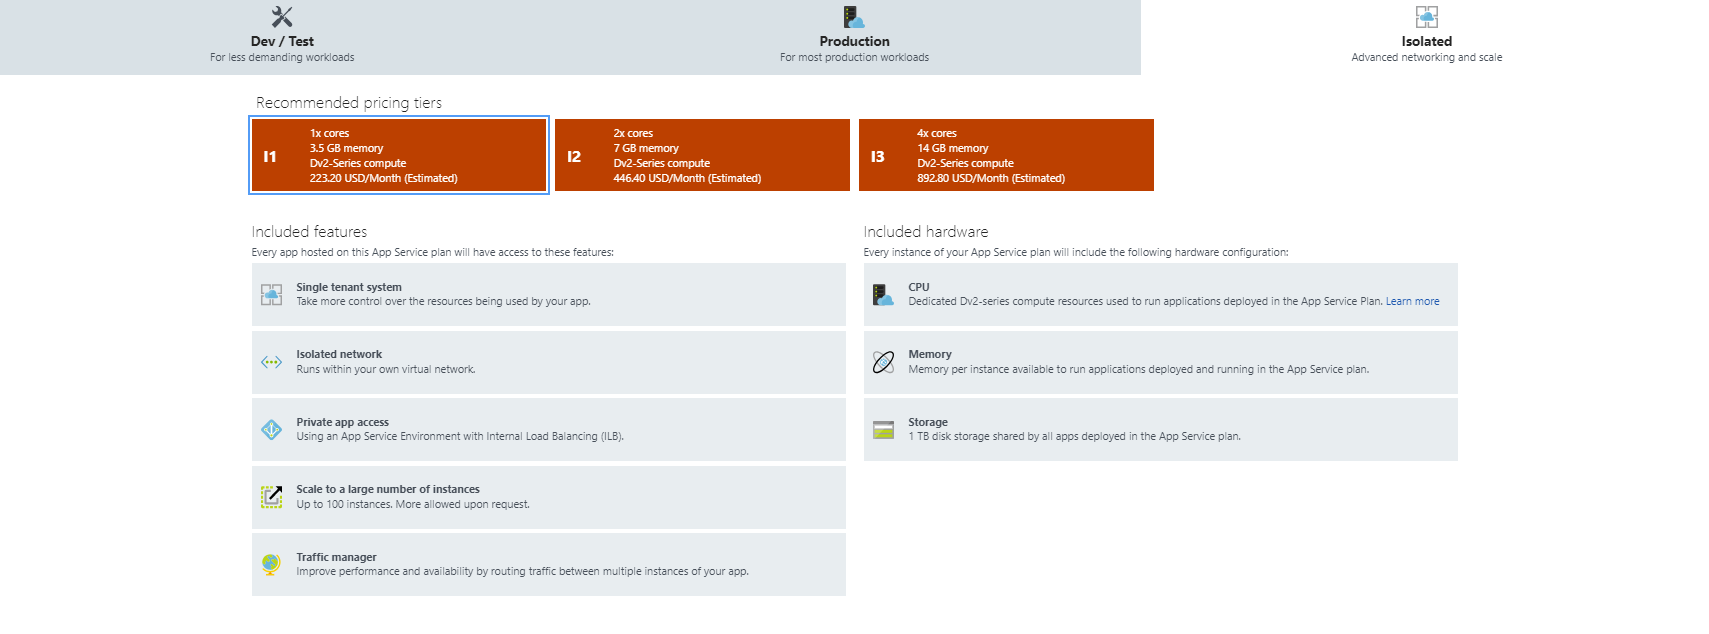 Dev / Test
For less demanding workloads
Production
For most production workloads
Isolated
Advanced networking and scale
Recommended pricing tiers
I1
1x cores
3.5 GB memory
Dv2-Series compute
223.20 USD/Month (Estimated)
I2
2x cores
7 GB memory
Dv2-Series compute
446.40 USD/Month (Estimated)
I3
4x cores
14 GB memory
Dv2-Series compute
892.80 USD/Month (Estimated)
Included features
Every app hosted on this App Service plan will have access to these features:
Single tenant system
Take more control over the resources being used by your app.
Isolated network
Runs within your own virtual network.
Private app access
Using an App Service Environment with Internal Load Balancing (ILB).
Scale to a large number of instances
Up to 100 instances. More allowed upon request.
Traffic manager
Improve performance and availability by routing traffic between multiple instances of your app.
Included hardware
Every instance of your App Service plan will include the following hardware configuration:
CPU
Dedicated Dv2-series compute resources used to run applications deployed in the App Service Plan. Learn more
Memory
Memory per instance available to run applications deployed and running in the App Service plan.
Storage
1 TB disk storage shared by all apps deployed in the App Service plan.